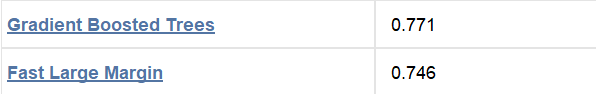 Gradient Boosted Trees 0.771
Fast Large Margin 0.746